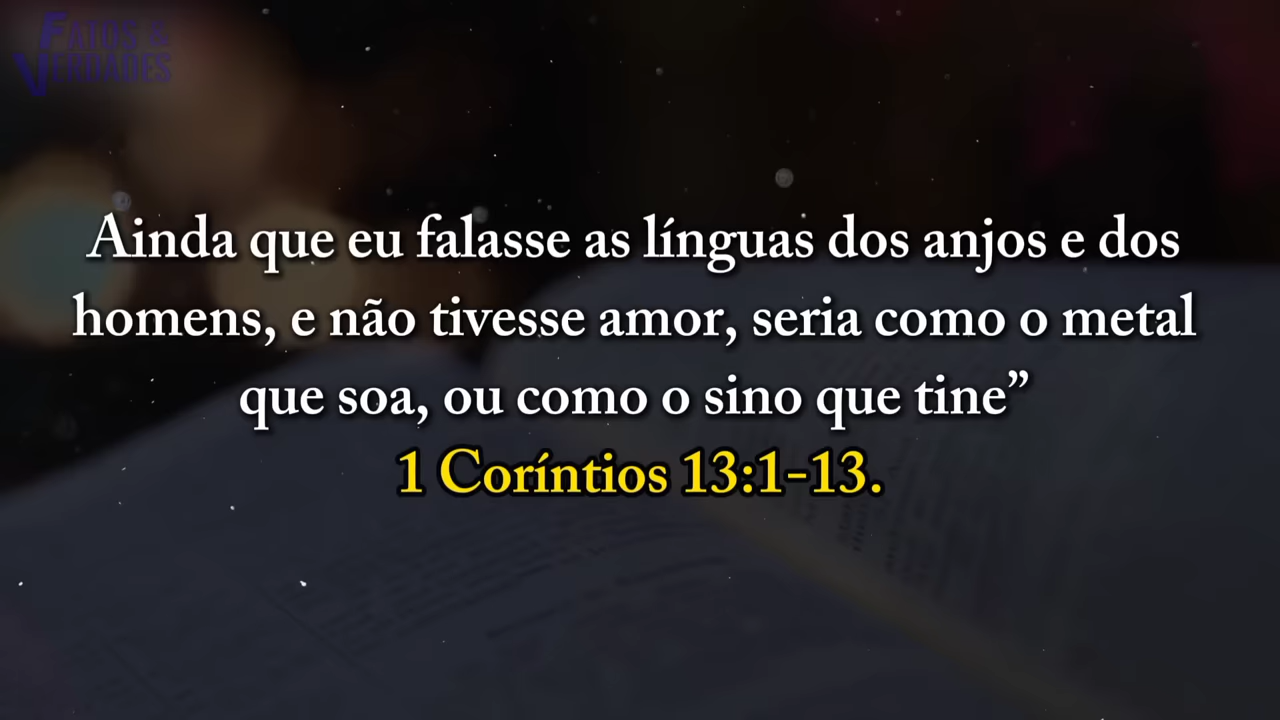 FATOS &
VERDADES
Ainda que eu falasse as línguas dos anjos e dos
homens, e não tivesse amor, seria como o metal
que soa, ou como o sino que tine”
1 Coríntios 13:1-13.